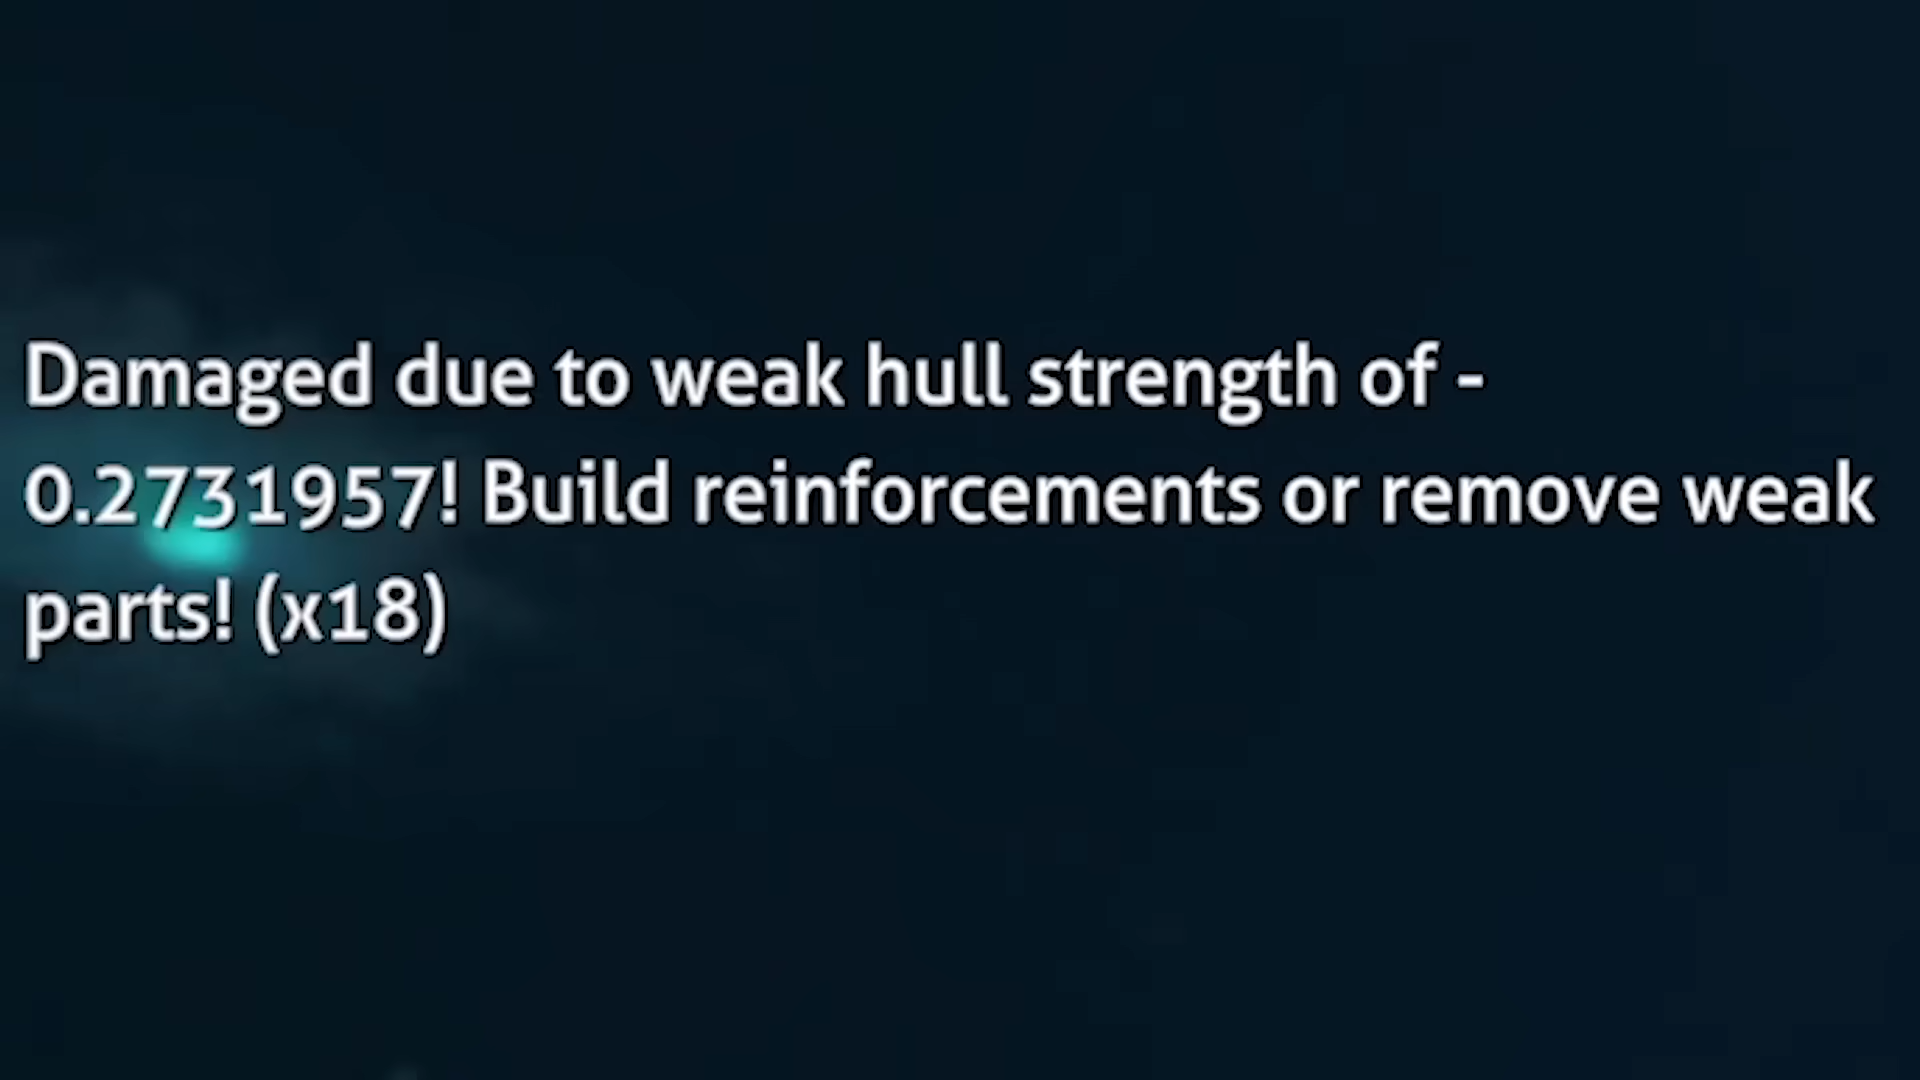 Damaged due to weak hull strength of -
0.2731957! Build reinforcements or remove weak
parts! (x18)